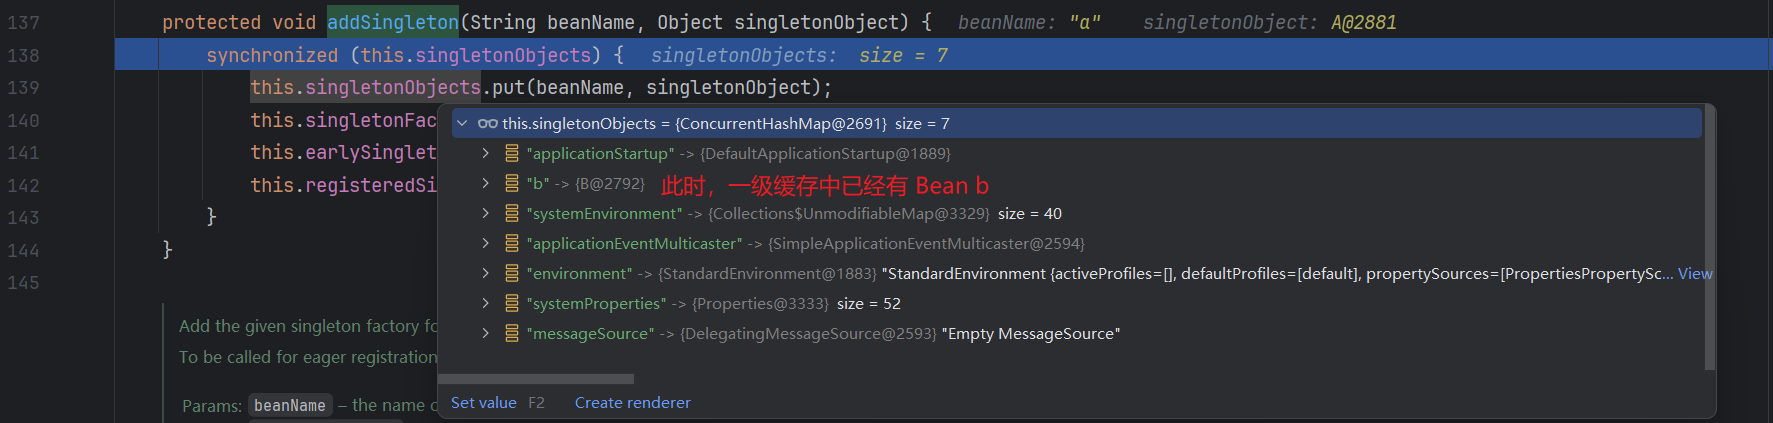 137 protected void addSingleton(String beanName, Object singletonObject) { beanName: "a" singletonObject: A@2881
138 synchronized (this.singletonObjects) { singletonObjects: size = 7
139 this.singletonObjects.put(beanName, singletonObject);
140 this.singletonFac
141 this.earlySinglet
142 this.registeredSi
143 }
144 }
145
this.singletonObjects = {ConcurrentHashMap@2691} size = 7
"applicationStartup" -> {DefaultApplicationStartup@1889}
"b" -> {B@2792} 此时，一级缓存中已经有 Bean b
"systemEnvironment" -> {Collections$UnmodifiableMap@3329} size = 40
"applicationEventMulticaster" -> {SimpleApplicationEventMulticaster@2594}
"environment" -> {StandardEnvironment@1883} "StandardEnvironment {activeProfiles=[], defaultProfiles=[default], propertySources=[PropertiesPropertySc... View
"systemProperties" -> {Properties@3333} size = 52
"messageSource" -> {DelegatingMessageSource@2593} "Empty MessageSource"
Set value F2 Create renderer
Add the given singleton factory fo
To be called for eager registration
Params: beanName – the name o